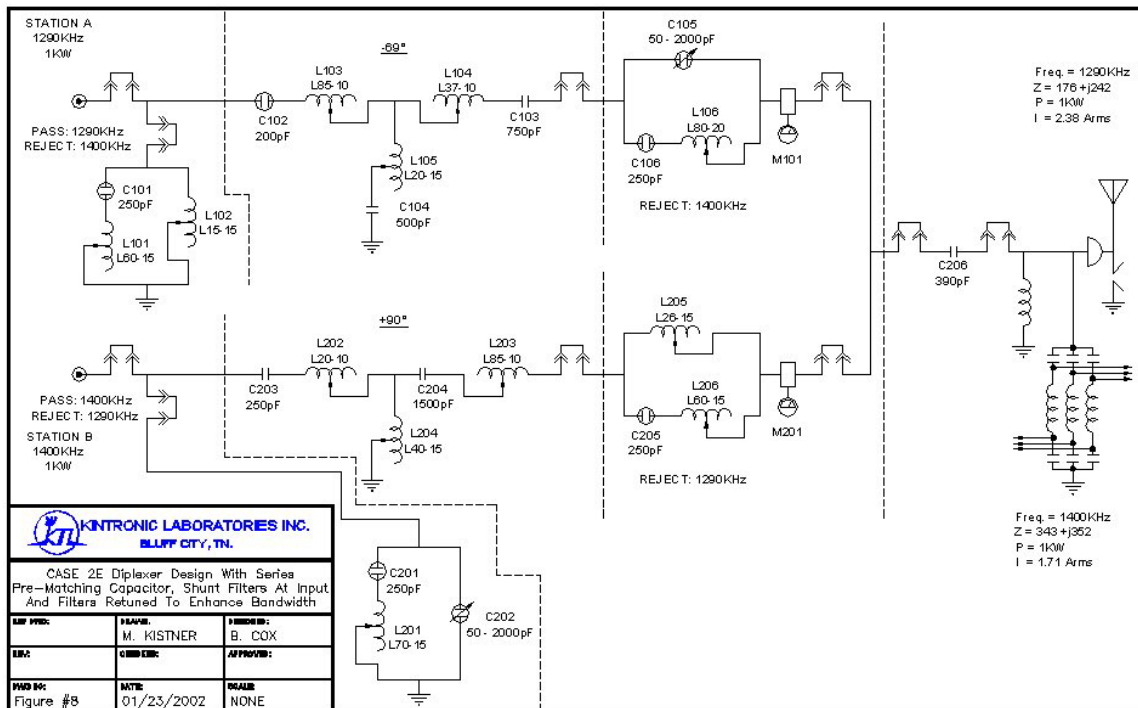 STATION A
1290KHz
1KW
PASS: 1290KHz
REJECT: 1400KHz
C101
250pF
L101
L60-15
L102
L15-15
-69°
C102
200pF
L103
L85-10
L104
L37-10
C103
750pF
L105
L20-15
C104
500pF
C105
50 - 2000pF
L106
L80-20
C106
250pF
M101
REJECT: 1400KHz
Freq. = 1290KHz
Z = 176 +j242
P = 1KW
I = 2.38 Arms
C206
390pF
+90°
L202
L20-10
L203
L85-10
C203
250pF
C204
1500pF
L204
L40-15
PASS: 1400KHz
REJECT: 1290KHz
STATION B
1400KHz
1KW
L205
L26-15
L206
L60-15
C205
250pF
M201
REJECT: 1290KHz
Freq. = 1400KHz
Z = 343 +j352
P = 1KW
I = 1.71 Arms
C201
250pF
L201
L70-15
C202
50 - 2000pF
KTL
KINTRONIC LABORATORIES INC.
BLUFF CITY, TN.
CASE 2E Diplexer Design With Series
Pre-Matching Capacitor, Shunt Filters At Input
And Filters Retuned To Enhance Bandwidth
M. KISTNER
B. COX
REV:
APPROVED:
DWG NO:
DATE:
SCALE
Figure #8
01/23/2002
NONE